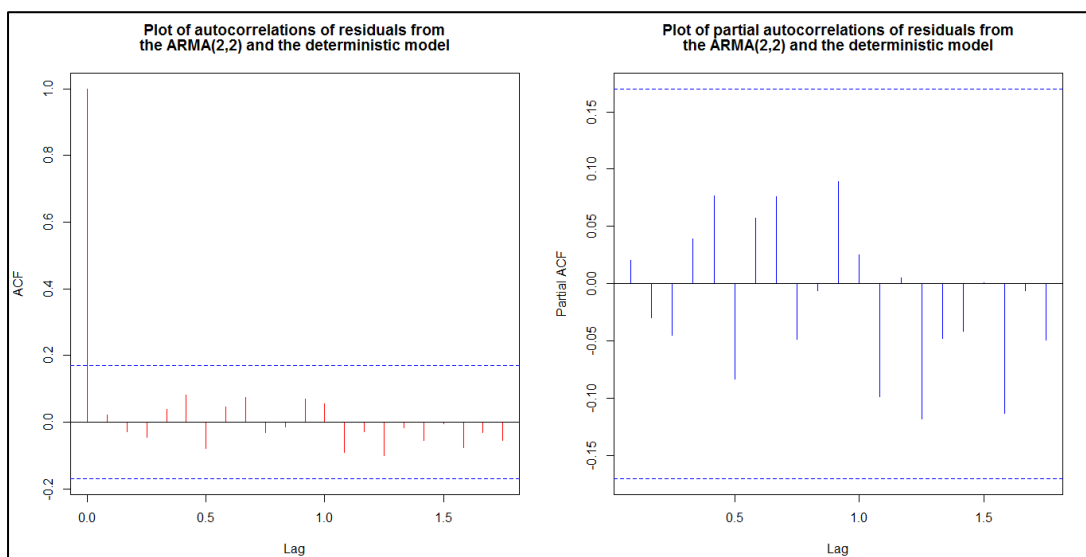 Plot of autocorrelations of residuals from
the ARMA(2,2) and the deterministic model
ACF
1.0
0.8
0.6
0.4
0.2
0.0
-0.2
0.0 0.5 1.0 1.5
Lag
Plot of partial autocorrelations of residuals from
the ARMA(2,2) and the deterministic model
Partial ACF
0.15
0.10
0.05
0.00
-0.05
-0.10
-0.15
0.5 1.0 1.5
Lag